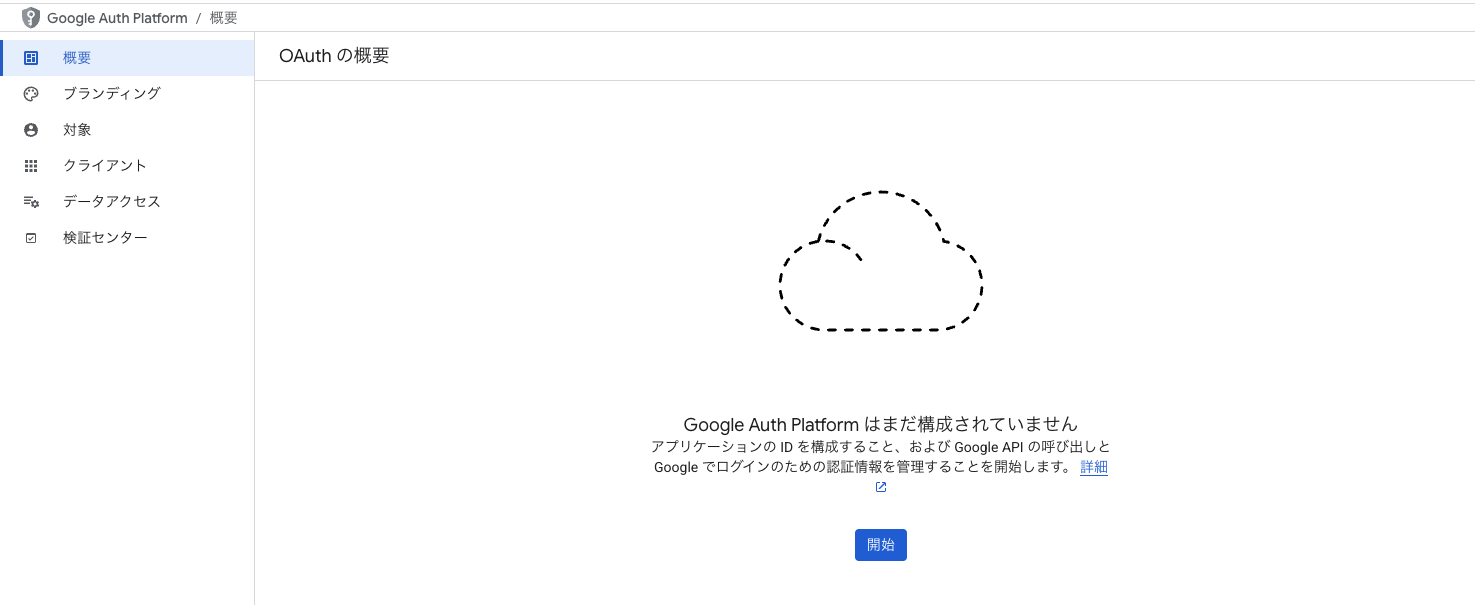 Google Auth Platform / 概要
概要
ブランディング
対象
クライアント
データアクセス
検証センター
OAuth の概要
Google Auth Platform はまだ構成されていません
アプリケーションの ID を構成すること、および Google API の呼び出しと
Google でログインのための認証情報を管理することを開始します。 詳細
開始